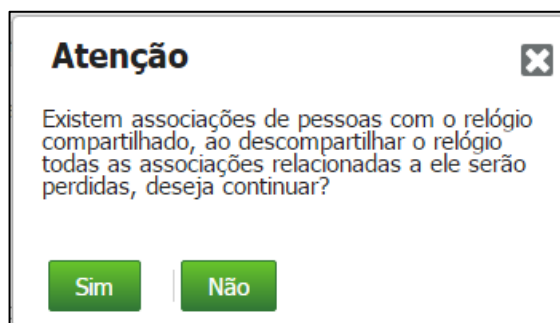 Atenção
Existem associações de pessoas com o relógio
compartilhado, ao descompartilhar o relógio
todas as associações relacionadas a ele serão
perdidas, deseja continuar?
Sim
Não